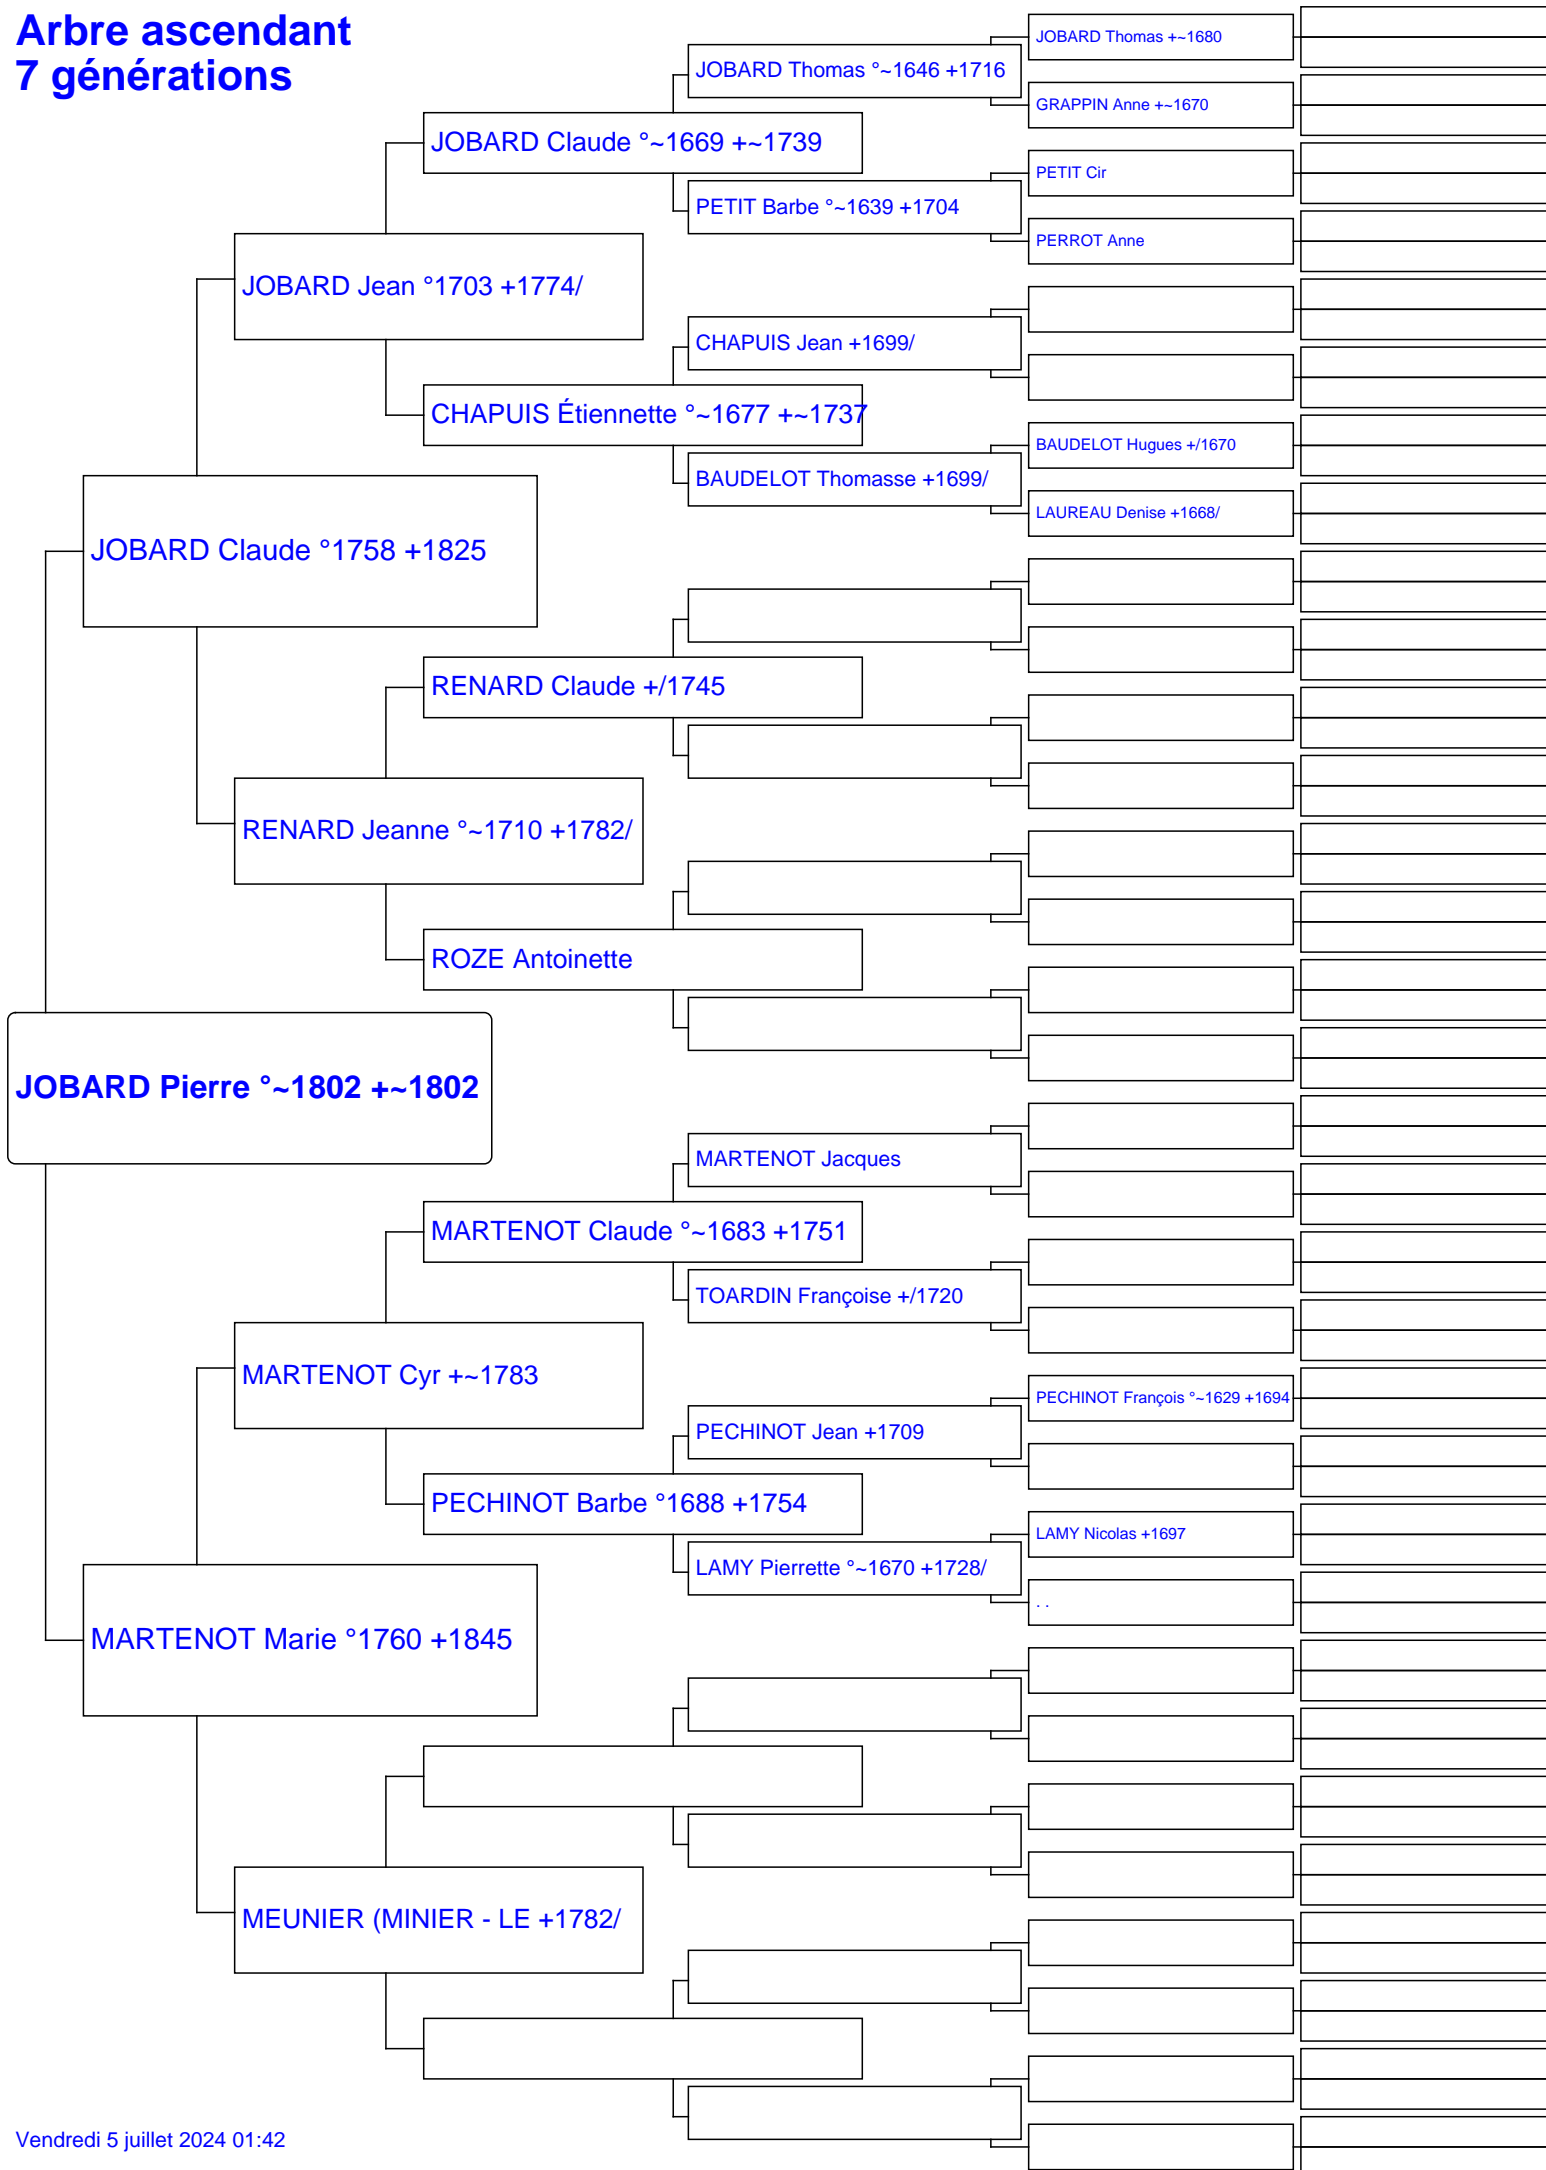 Arbre ascendant
7 générations
JOBARD Thomas +~1680
JOBARD Thomas °~1646 +1716
GRAPPIN Anne +~1670
JOBARD Claude °~1669 +~1739
PETIT Cir
PETIT Barbe °~1639 +1704
PERROT Anne
JOBARD Jean °1703 +1774/
CHAPUIS Jean +1699/
CHAPUIS Étiennette °~1677 +~1737
BAUDELOT Hugues +/1670
BAUDELOT Thomasse +1699/
LAUREAU Denise +1668/
JOBARD Claude °1758 +1825
RENARD Claude +/1745
RENARD Jeanne °~1710 +1782/
ROZE Antoinette
JOBARD Pierre °~1802 +~1802
MARTENOT Jacques
MARTENOT Claude °~1683 +1751
TOARDIN Françoise +/1720
MARTENOT Cyr +~1783
PECHINOT François °~1629 +1694
PECHINOT Jean +1709
PECHINOT Barbe °1688 +1754
LAMY Nicolas +1697
LAMY Pierrette °~1670 +1728/
. .
MARTENOT Marie °1760 +1845
MEUNIER (MINIER - LE +1782/
Vendredi 5 juillet 2024 01:42